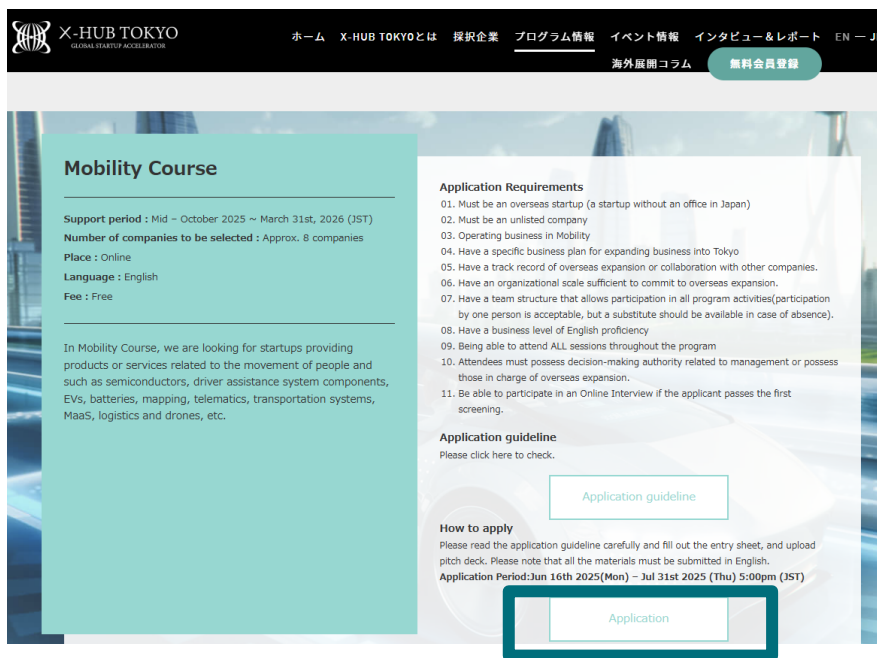 X-HUB TOKYO
GLOBAL STARTUP ACCELERATOR
ホーム X-HUB TOKYOとは 採択企業 プログラム情報 イベント情報 インタビュー＆レポート EN — J
海外展開コラム 無料会員登録
Mobility Course
Support period : Mid – October 2025 ~ March 31st, 2026 (JST)
Number of companies to be selected : Approx. 8 companies
Place : Online
Language : English
Fee : Free
In Mobility Course, we are looking for startups providing
products or services related to the movement of people and
such as semiconductors, driver assistance system components,
EVs, batteries, mapping, telematics, transportation systems,
MaaS, logistics and drones, etc.
Application Requirements
01. Must be an overseas startup (a startup without an office in Japan)
02. Must be an unlisted company
03. Operating business in Mobility
04. Have a specific business plan for expanding business into Tokyo
05. Have a track record of overseas expansion or collaboration with other companies.
06. Have an organizational scale sufficient to commit to overseas expansion.
07. Have a team structure that allows participation in all program activities(participation
by one person is acceptable, but a substitute should be available in case of absence).
08. Have a business level of English proficiency
09. Being able to attend ALL sessions throughout the program
10. Attendees must possess decision-making authority related to management or possess
those in charge of overseas expansion.
11. Be able to participate in an Online Interview if the applicant passes the first
screening.
Application guideline
Please click here to check.
Application guideline
How to apply
Please read the application guideline carefully and fill out the entry sheet, and upload
pitch deck. Please note that all the materials must be submitted in English.
Application Period:Jun 16th 2025(Mon) – Jul 31st 2025 (Thu) 5:00pm (JST)
Application